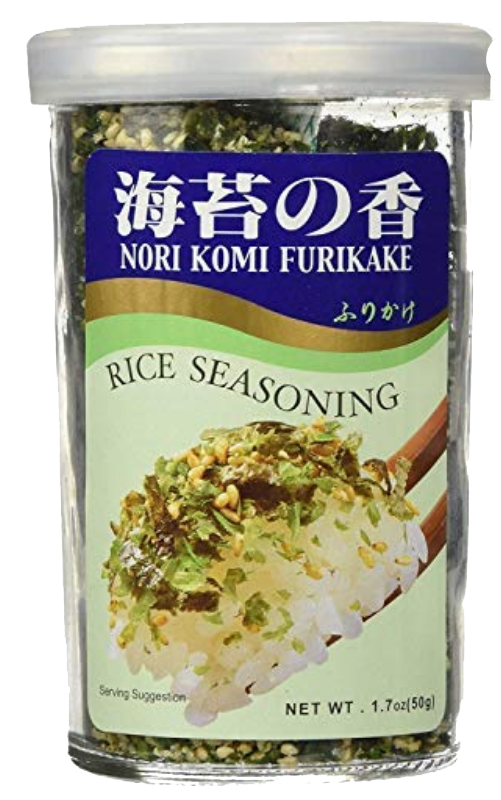 海苔の香
NORI KOMI FURIKAKE
ふりかけ
RICE SEASONING
Serving Suggestion
NET WT . 1.7oz(50g)